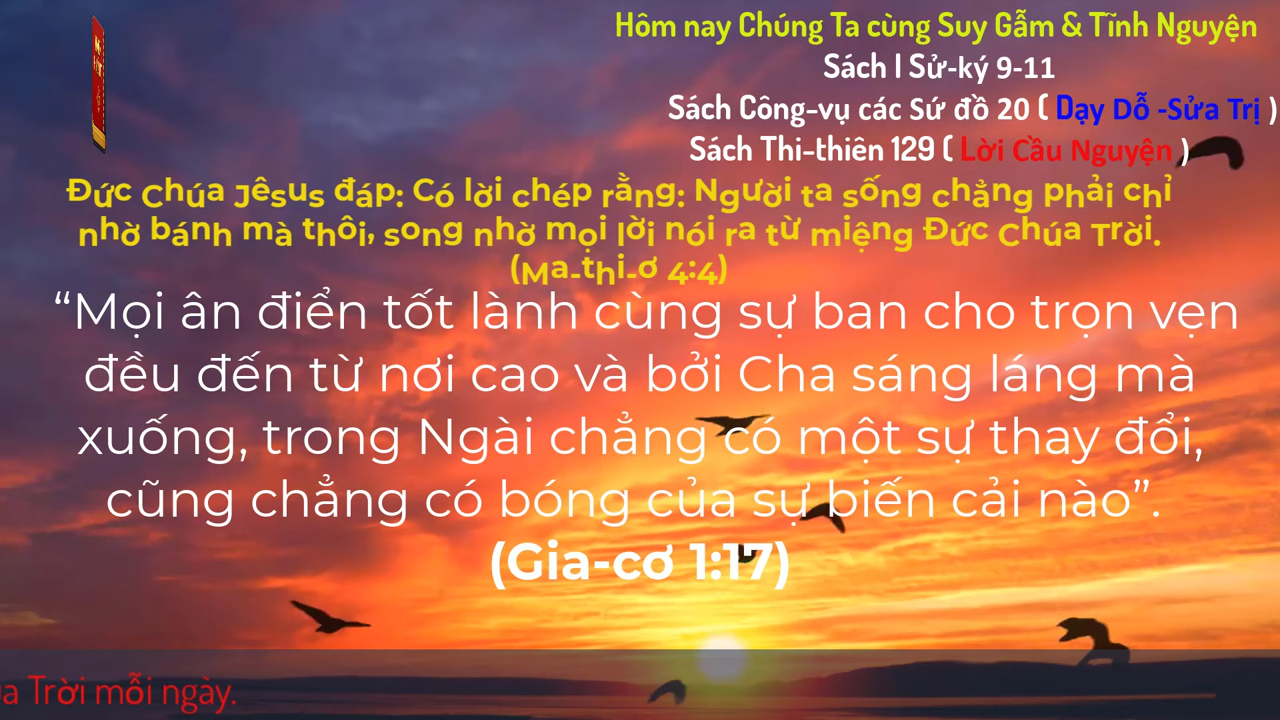 Hôm nay Chúng Ta cùng Suy Gẫm & Tĩnh Nguyện
Sách I Sử-ký 9-11
Sách Công-vụ các Sứ đồ 20 ( Dạy Dỗ -Sửa Trị )
Sách Thi-thiên 129 ( Lời Cầu Nguyện )
Đức Chúa Jêsus đáp: Có lời chép rằng: Người ta sống chẳng phải chỉ
nhờ bánh mà thôi, song nhờ mọi lời nói ra từ miệng Đức Chúa Trời.
(Ma-thi-ơ 4:4)
“Mọi ân điển tốt lành cùng sự ban cho trọn vẹn
đều đến từ nơi cao và bởi Cha sáng láng mà
xuống, trong Ngài chẳng có một sự thay đổi,
cũng chẳng có bóng của sự biến cải nào”.
(Gia-cơ 1:17)
Trời mỗi ngày.